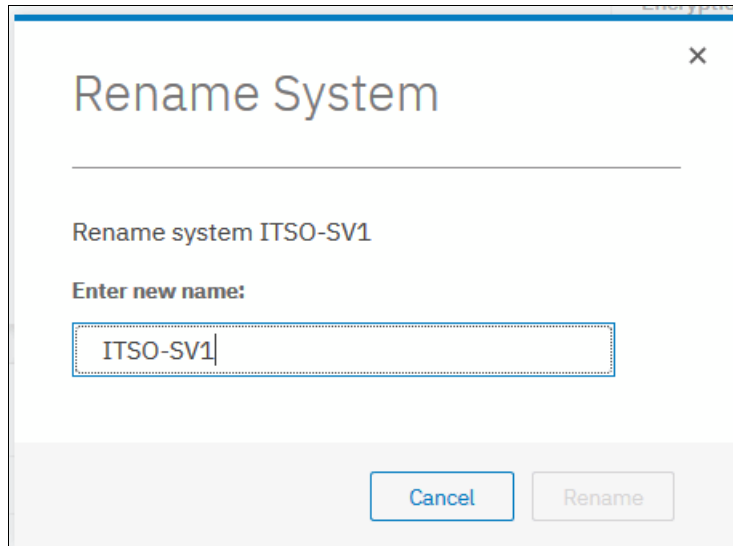 Rename System
Rename system ITSO-SV1
Enter new name:
ITSO-SV1
Cancel
Rename